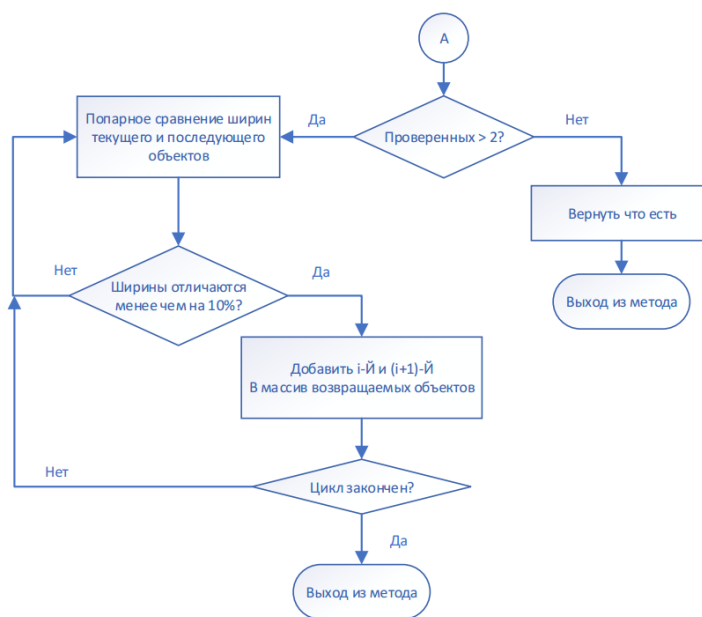 А
Проверенных > 2?
Да
Нет
Попарное сравнение ширин
текущего и последующего
объектов
Вернуть что есть
Выход из метода
Ширины отличаются
менее чем на 10%?
Нет
Да
Добавить i-Й и (i+1)-Й
В массив возвращаемых объектов
Цикл закончен?
Нет
Да
Выход из метода